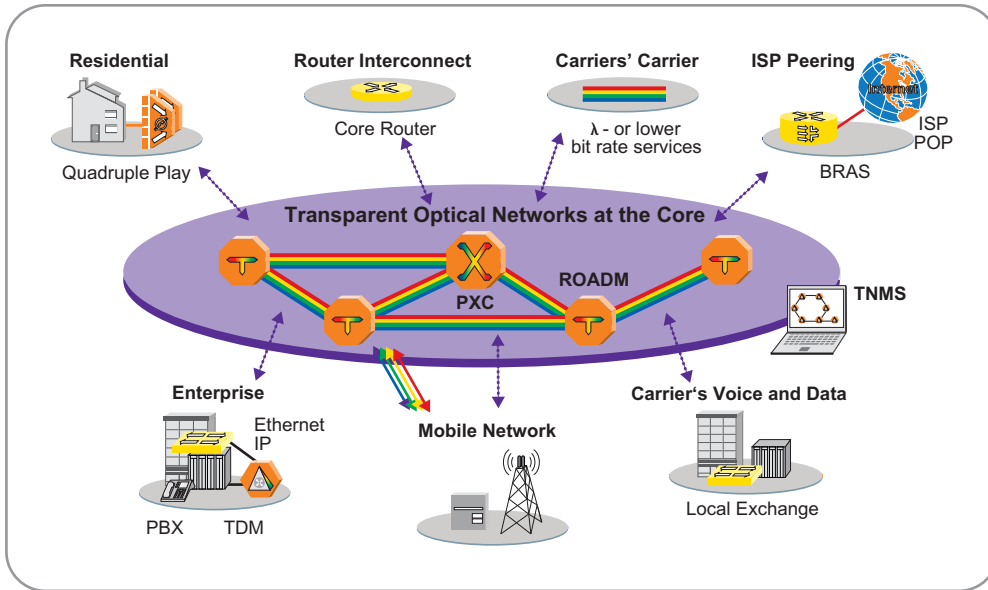 Residential
Quadruple Play
Router Interconnect
Core Router
Carriers' Carrier
λ - or lower
bit rate services
ISP Peering
Internet
ISP
POP
BRAS
Transparent Optical Networks at the Core
PXC
ROADM
TNMS
Enterprise
Ethernet
IP
PBX
TDM
Mobile Network
Carrier‘s Voice and Data
Local Exchange